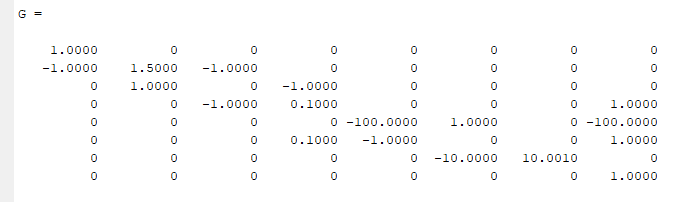 G =
1.0000 0 0 0 0 0 0 0
-1.0000 1.5000 -1.0000 0 0 0 0 0
0 1.0000 0 -1.0000 0 0 0 0
0 0 -1.0000 0.1000 0 0 0 1.0000
0 0 0 0 -100.0000 1.0000 0 -100.0000
0 0 0 0.1000 -1.0000 0 0 1.0000
0 0 0 0 0 -10.0000 10.0010 0
0 0 0 0 0 0 0 1.0000